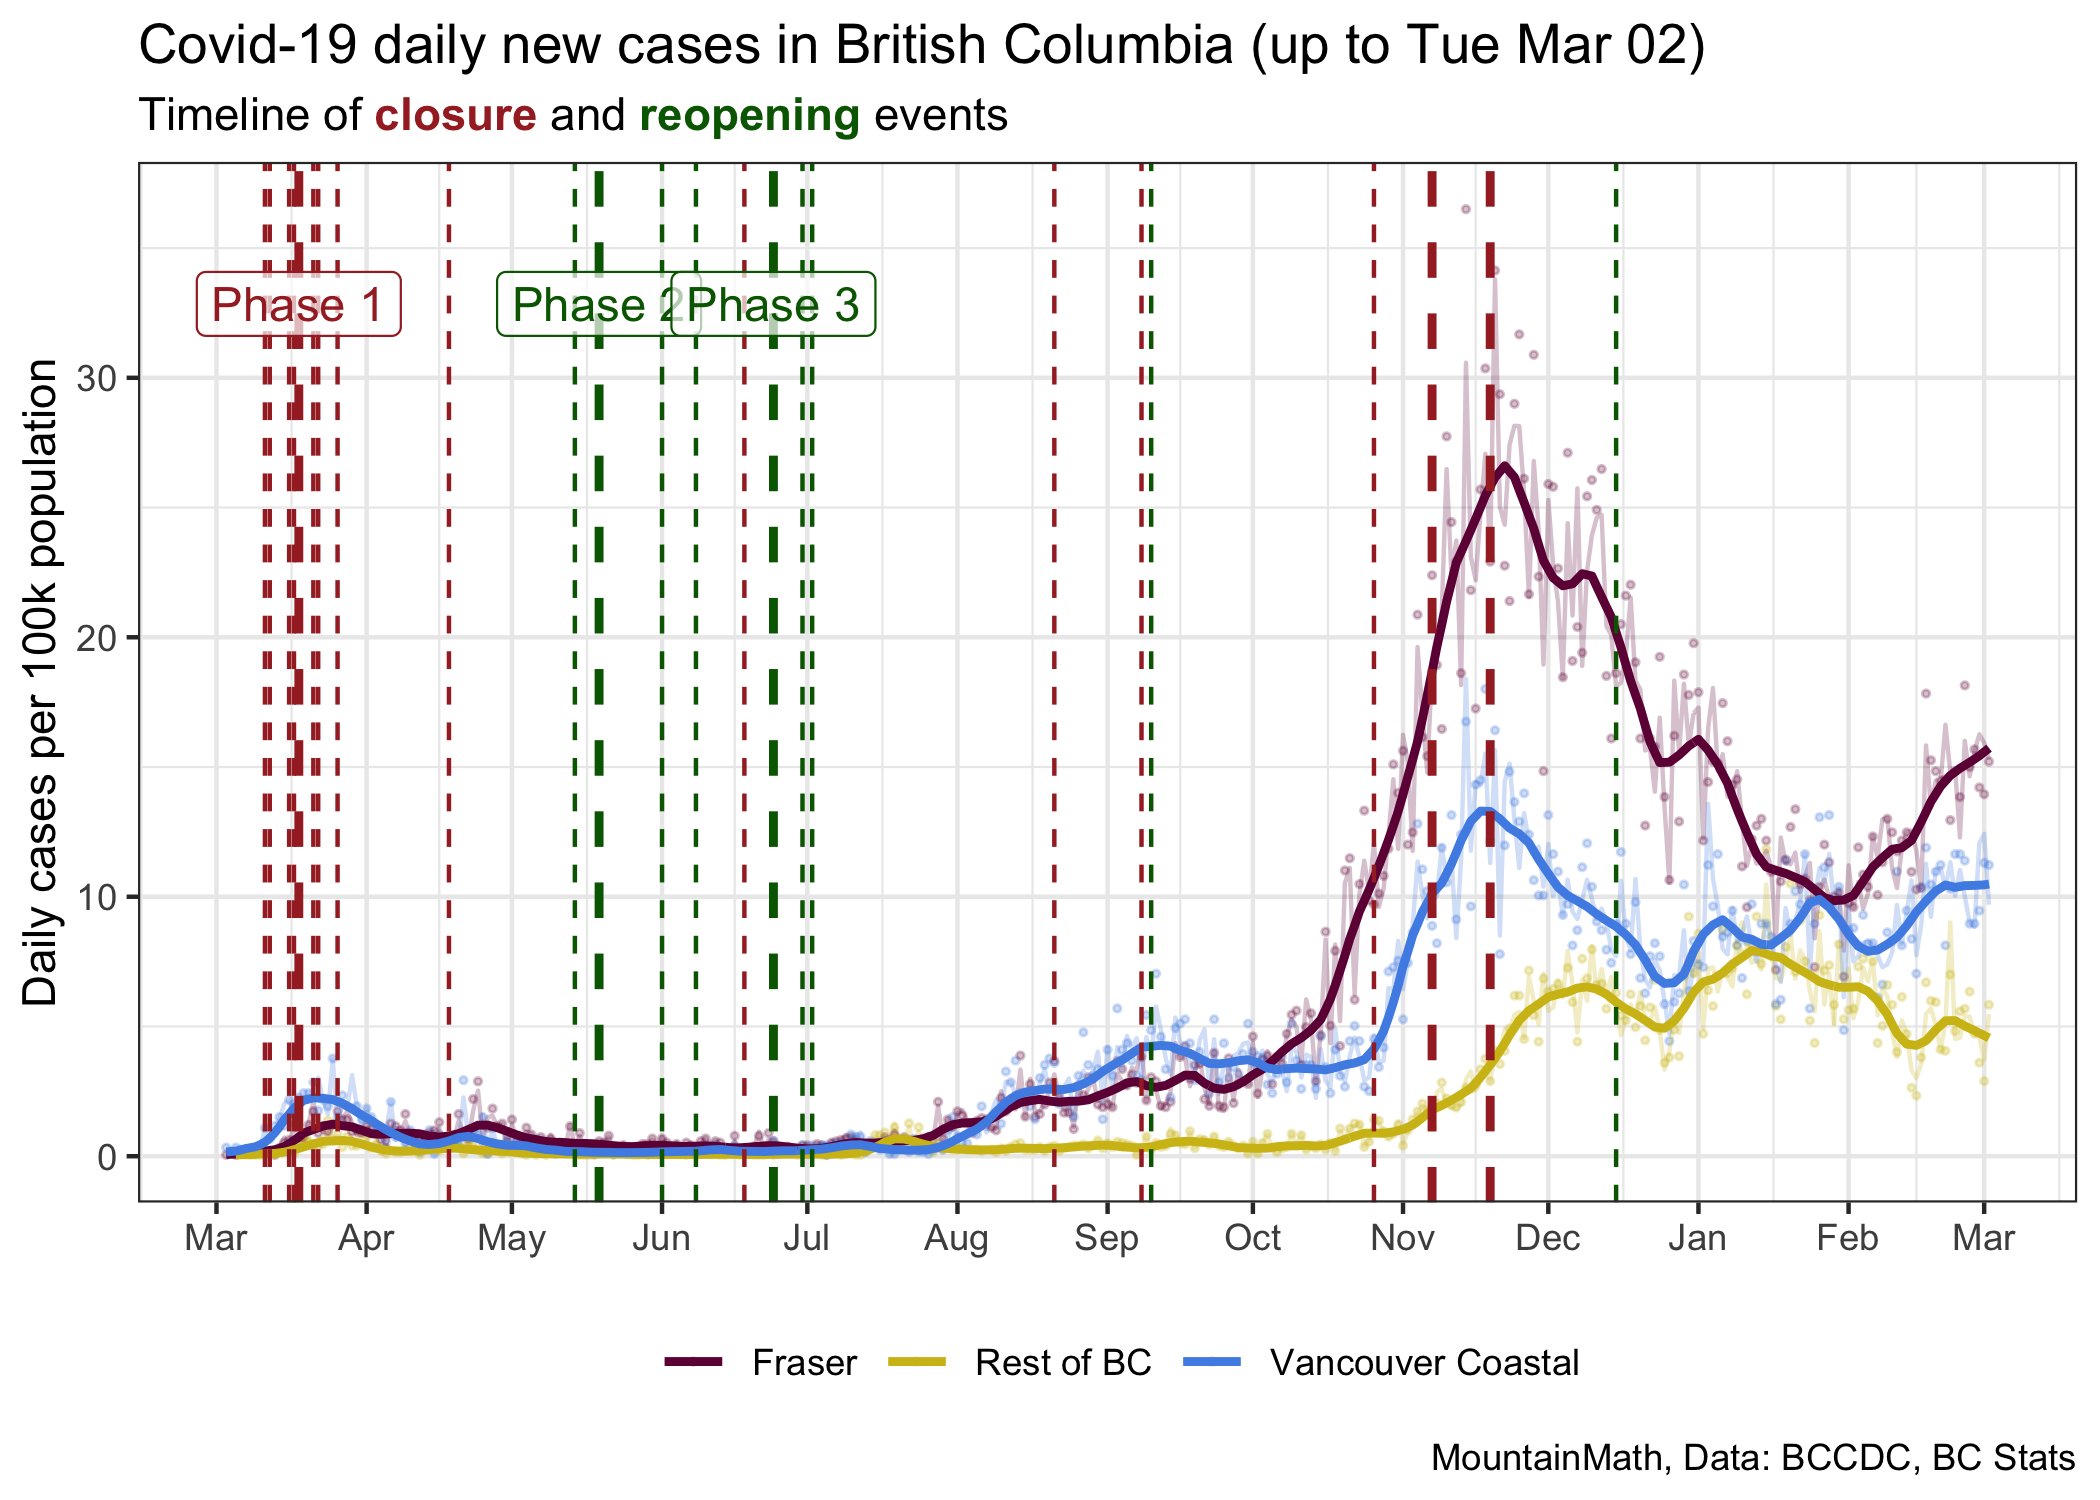 Covid-19 daily new cases in British Columbia (up to Tue Mar 02)
Timeline of closure and reopening events
Daily cases per 100k population
30
20
10
0
Phase 1
Phase 2
Phase 3
Mar Apr May Jun Jul Aug Sep Oct Nov Dec Jan Feb Mar
Fraser Rest of BC Vancouver Coastal
MountainMath, Data: BCCDC, BC Stats